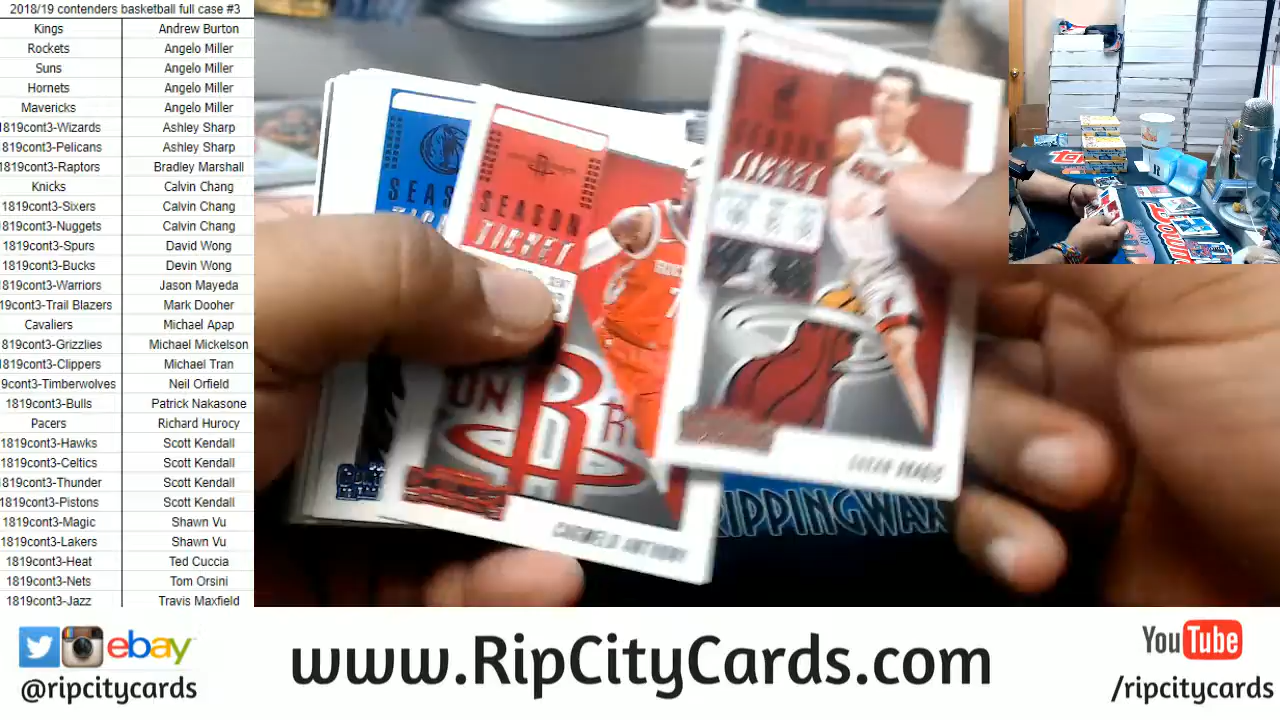 2018/19 contenders basketball full case #3
Kings Andrew Burton
Rockets Angelo Miller
Suns Angelo Miller
Hornets Angelo Miller
Mavericks Angelo Miller
1819cont3-Wizards Ashley Sharp
1819cont3-Pelicans Ashley Sharp
1819cont3-Raptors Bradley Marshall
Knicks Calvin Chang
1819cont3-Sixers Calvin Chang
1819cont3-Nuggets Calvin Chang
1819cont3-Spurs David Wong
1819cont3-Bucks Devin Wong
1819cont3-Warriors Jason Mayeda
19cont3-Trail Blazers Mark Dooher
Cavaliers Michael Apap
819cont3-Grizzlies Michael Mickelson
1819cont3-Clippers Michael Tran
9cont3-Timberwolves Neil Orfield
1819cont3-Bulls Patrick Nakasone
Pacers Richard Hurocy
1819cont3-Hawks Scott Kendall
1819cont3-Celtics Scott Kendall
1819cont3-Thunder Scott Kendall
1819cont3-Pistons Scott Kendall
1819cont3-Magic Shawn Vu
1819cont3-Lakers Shawn Vu
1819cont3-Heat Ted Cuccia
1819cont3-Nets Tom Orsini
1819cont3-Jazz Travis Maxfield
SEAS
SEASON
TICKET
CARMELO ANTHONY
SEASON
TICKET
RIPPINGWAX
ebay
@ripcitycards
www.RipCityCards.com
YouTube
/ripcitycards